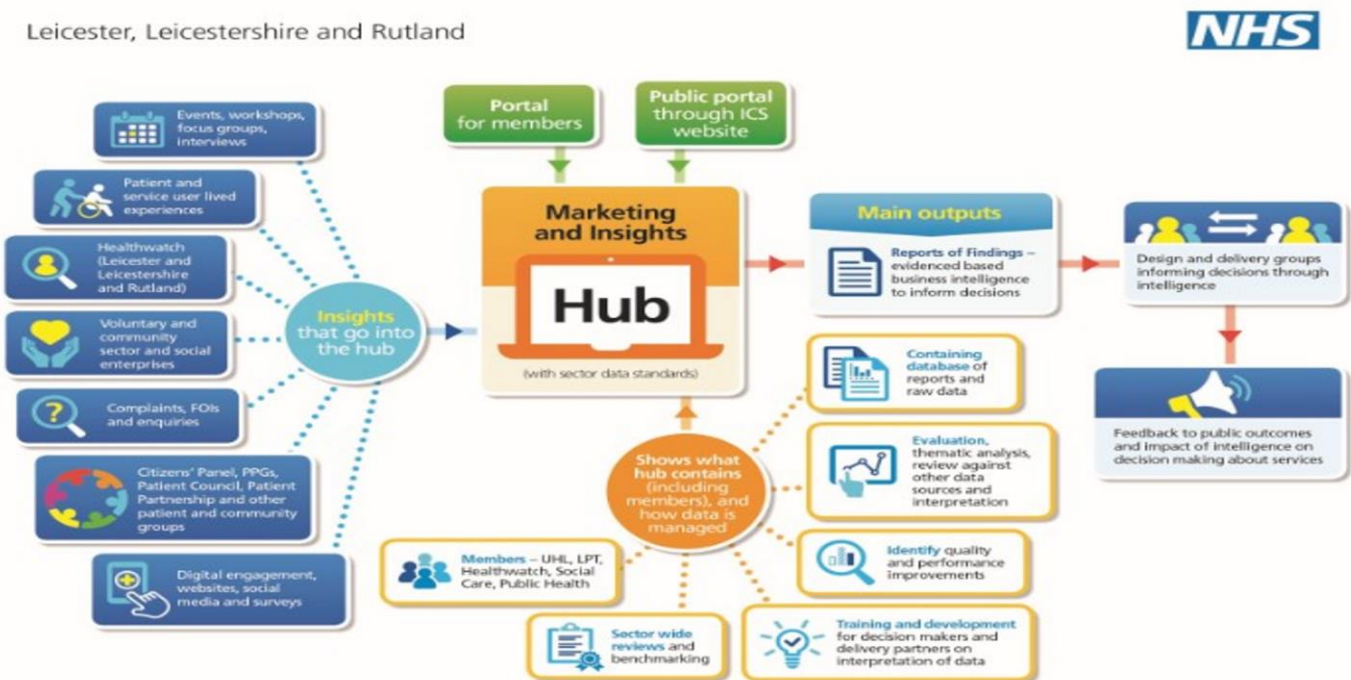 Leicester, Leicestershire and Rutland
NHS
Events, workshops,
focus groups,
interviews
Patient and
service user lived
experiences
Healthwatch
(Leicester and
Leicestershire
and Rutland)
Voluntary and
community
sector and social
enterprises
Complaints, FOIs
and enquiries
Citizens' Panel, PPGs,
Patient Council, Patient
Partnership and other
patient and community
groups
Digital engagement,
websites, social
media and surveys
Insights
that go into
the hub
Portal
for members
Public portal
through ICS
website
Marketing
and Insights
Hub
(with sector data standards)
Main outputs
Reports of Findings –
evidenced based
business intelligence
to inform decisions
Design and delivery groups
informing decisions through
intelligence
Feedback to public outcomes
and impact of intelligence on
decision making about services
Shows what
hub contains
(including
members), and
how data is
managed
Containing
database of
reports and
raw data
Evaluation,
thematic analysis,
review against
other data
sources and
interpretation
Identify quality
and performance
improvements
Training and development
for decision makers and
delivery partners on
interpretation of data
Sector wide
reviews and
benchmarking
Members – UHL, LPT,
Healthwatch, Social
Care, Public Health